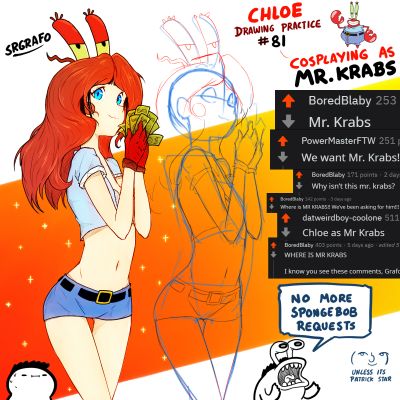 SRGRAFO
CHLOE
DRAWING PRACTICE
#81
COSPLAYING AS
MR. KRABS
BoredBlaby 253
Mr. Krabs
PowerMasterFTW 251
We want Mr. Krabs!
BoredBlaby 171 points · 2 day
Why isn't this mr. krabs?
BoredBlaby 142 points · 3 days ago
Where is MR KRABS!! We've been asking for him!!
datweirdboy-coolone 511
Chloe as Mr Krabs
BoredBlaby 403 points · 5 days ago · edited
WHERE IS MR KRABS
I know you see these comments, Grafo
NO MORE
SPONGEBOB
REQUESTS
( ͡° ͜ʖ ͡°)
UNLESS ITS
PATRICK STAR